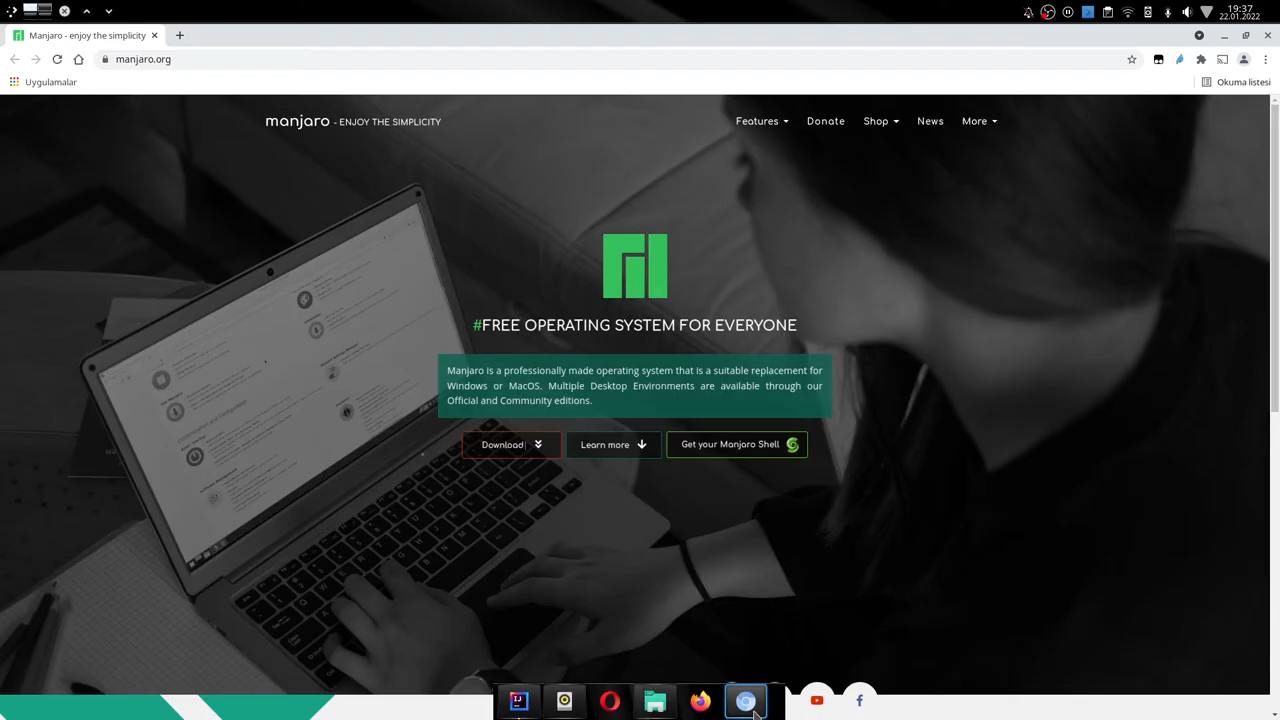 19:37
22.01.2022
Manjaro - enjoy the simplicity
manjaro.org
Uygulamalar
Okuma listesi
manjaro - ENJOY THE SIMPLICITY
Features
Donate
Shop
News
More
#FREE OPERATING SYSTEM FOR EVERYONE
Manjaro is a professionally made operating system that is a suitable replacement for
Windows or MacOS. Multiple Desktop Environments are available through our
Official and Community editions.
Download
Learn more
Get your Manjaro Shell